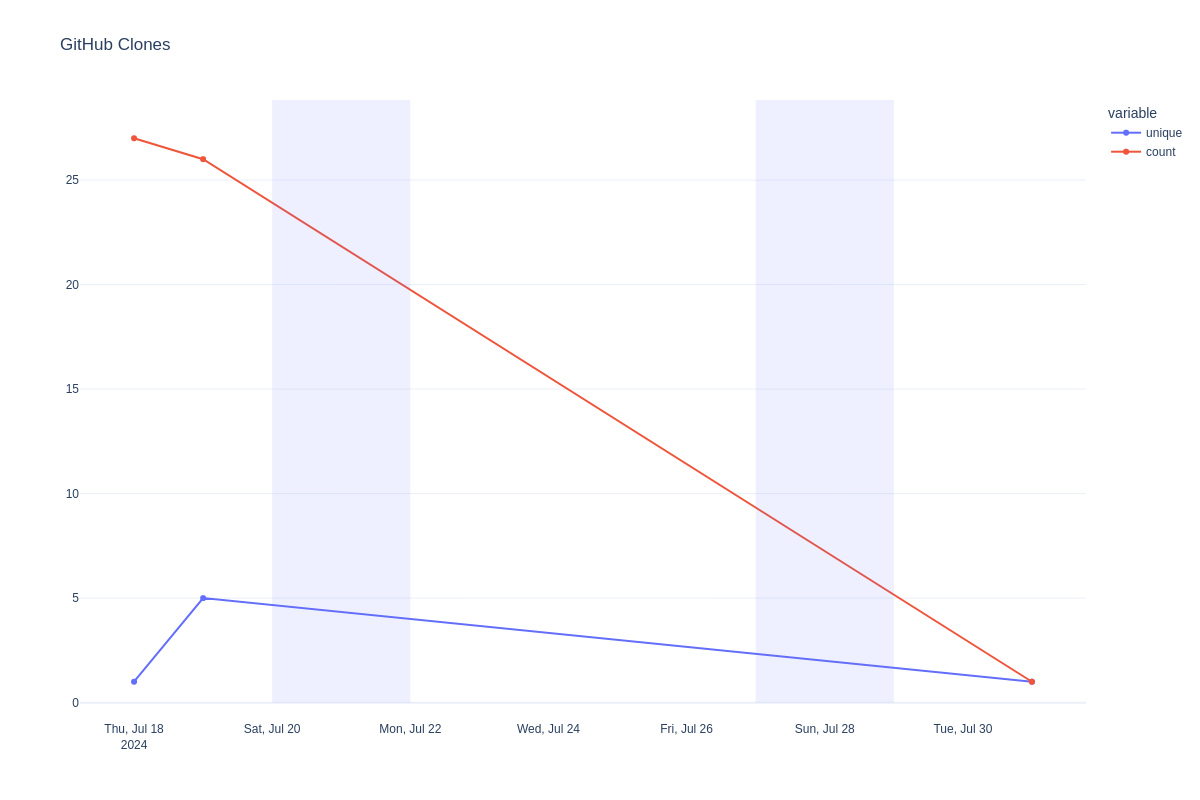 GitHub Clones
variable
unique
count
25
20
15
10
5
0
Thu, Jul 18
2024
Sat, Jul 20
Mon, Jul 22
Wed, Jul 24
Fri, Jul 26
Sun, Jul 28
Tue, Jul 30